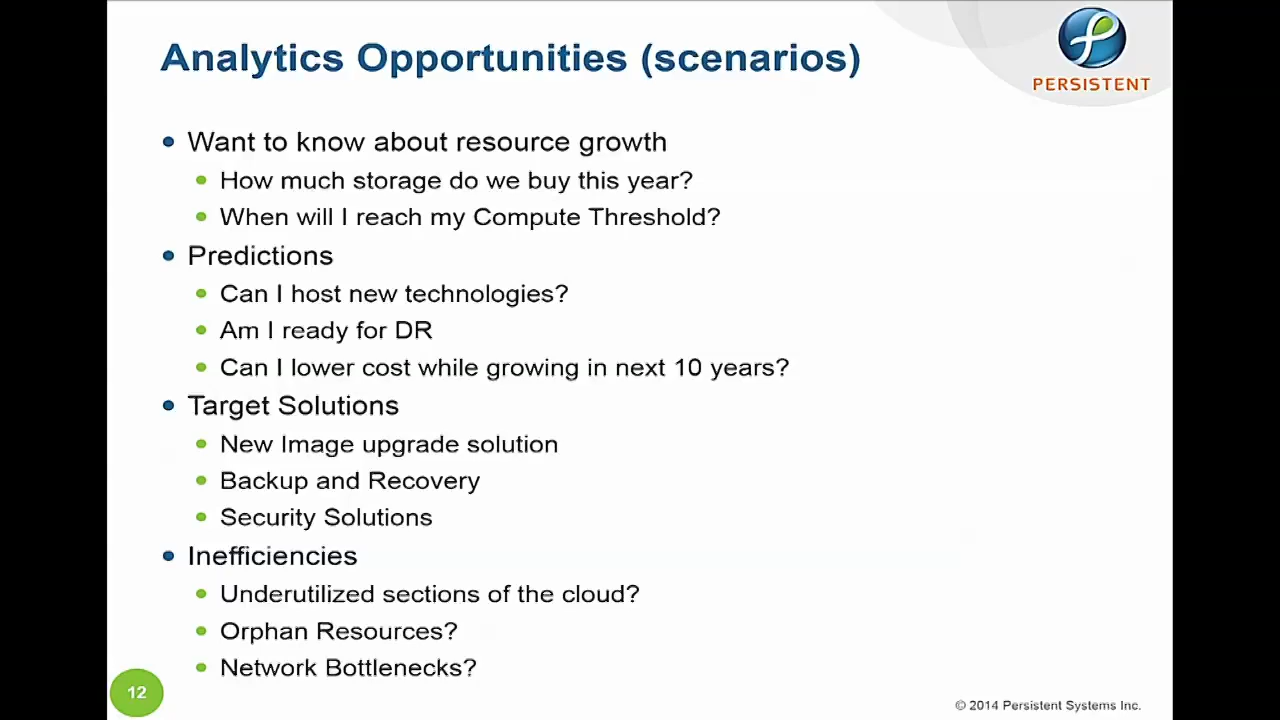 Analytics Opportunities (scenarios)
PERSISTENT
Want to know about resource growth
How much storage do we buy this year?
When will I reach my Compute Threshold?
Predictions
Can I host new technologies?
Am I ready for DR
Can I lower cost while growing in next 10 years?
Target Solutions
New Image upgrade solution
Backup and Recovery
Security Solutions
Inefficiencies
Underutilized sections of the cloud?
Orphan Resources?
Network Bottlenecks?
12
© 2014 Persistent Systems Inc.